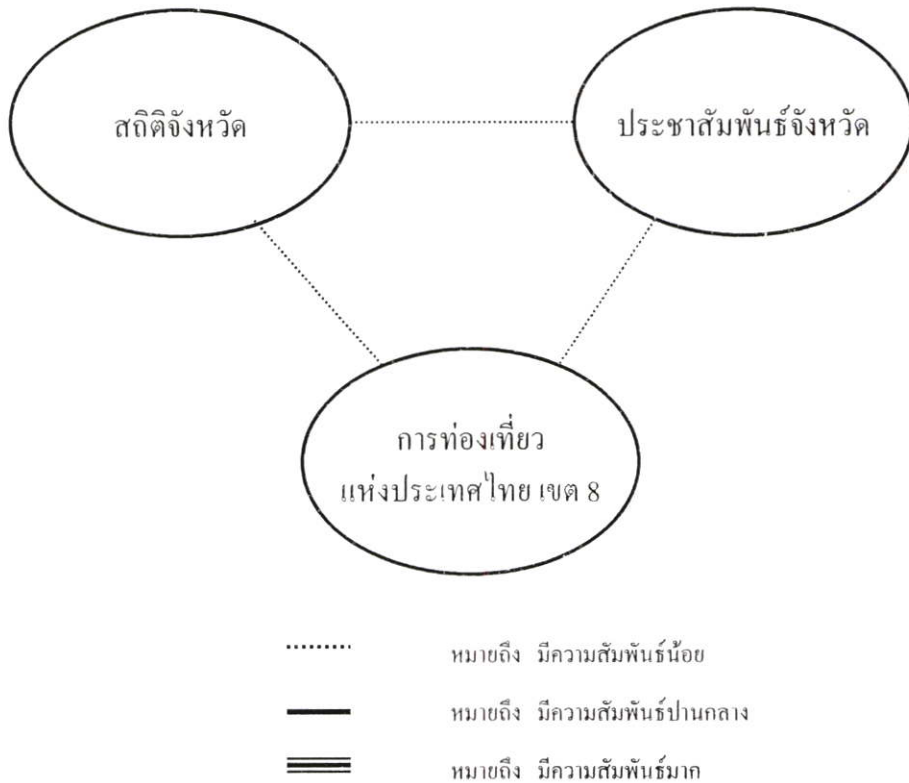 สถิติจังหวัด
ประชาสัมพันธ์จังหวัด
การท่องเที่ยว
แห่งประเทศไทย เขต 8
หมายถึง มีความสัมพันธ์น้อย
หมายถึง มีความสัมพันธ์ปานกลาง
หมายถึง มีความสัมพันธ์มาก